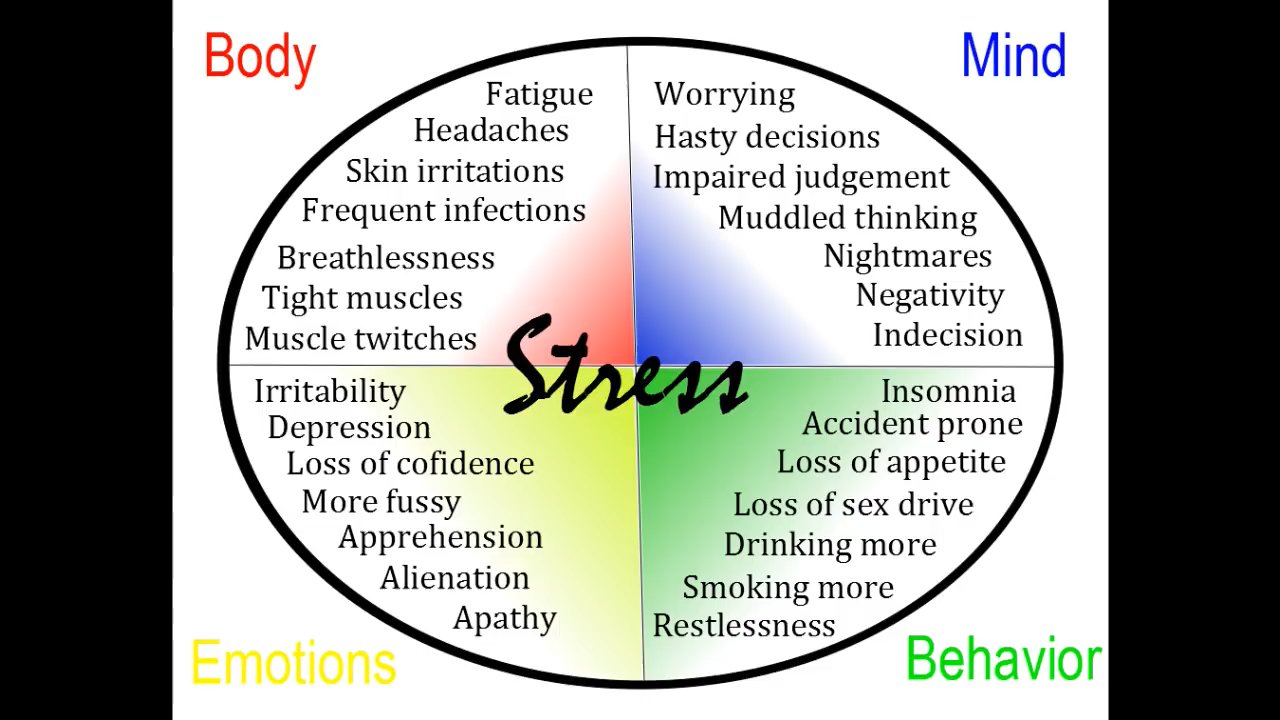 Body
Fatigue
Headaches
Skin irritations
Frequent infections
Breathlessness
Tight muscles
Muscle twitches
Mind
Worrying
Hasty decisions
Impaired judgement
Muddled thinking
Nightmares
Negativity
Indecision
Stress
Irritability
Depression
Loss of cofidence
More fussy
Apprehension
Alienation
Apathy
Emotions
Insomnia
Accident prone
Loss of appetite
Loss of sex drive
Drinking more
Smoking more
Restlessness
Behavior